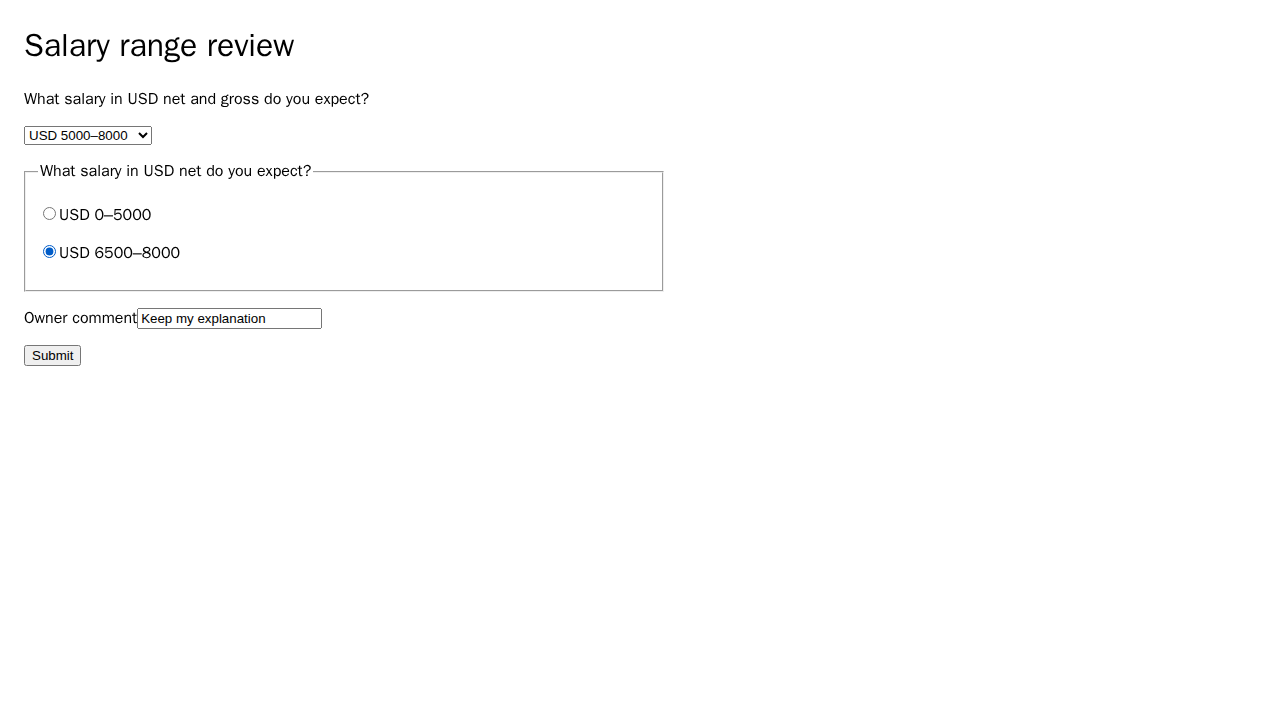 Salary range review
What salary in USD net and gross do you expect?
USD 5000–8000
What salary in USD net do you expect?
USD 0–5000
USD 6500–8000
Owner comment Keep my explanation
Submit